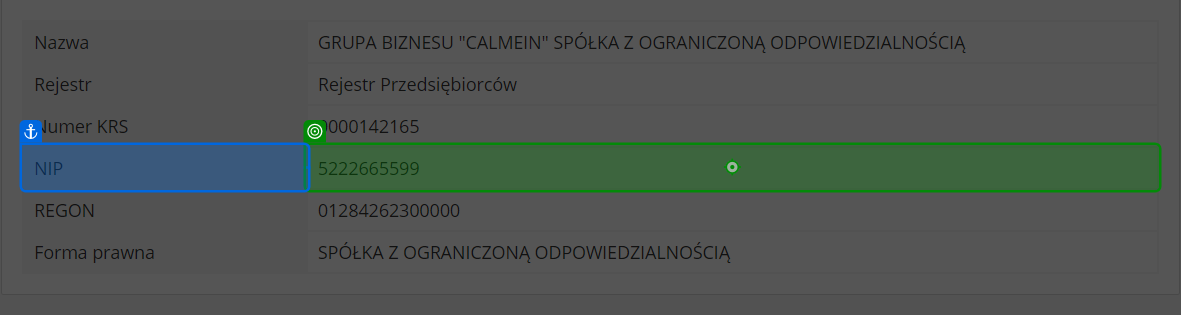 Nazwa GRUPA BIZNESU "CALMEIN" SPÓŁKA Z OGRANICZONĄ ODPOWIEDZIALNOŚCIĄ
Rejestr Rejestr Przedsiębiorców
Numer KRS 0000142165
NIP 5222665599
REGON 01284262300000
Forma prawna SPÓŁKA Z OGRANICZONĄ ODPOWIEDZIALNOŚCIĄ